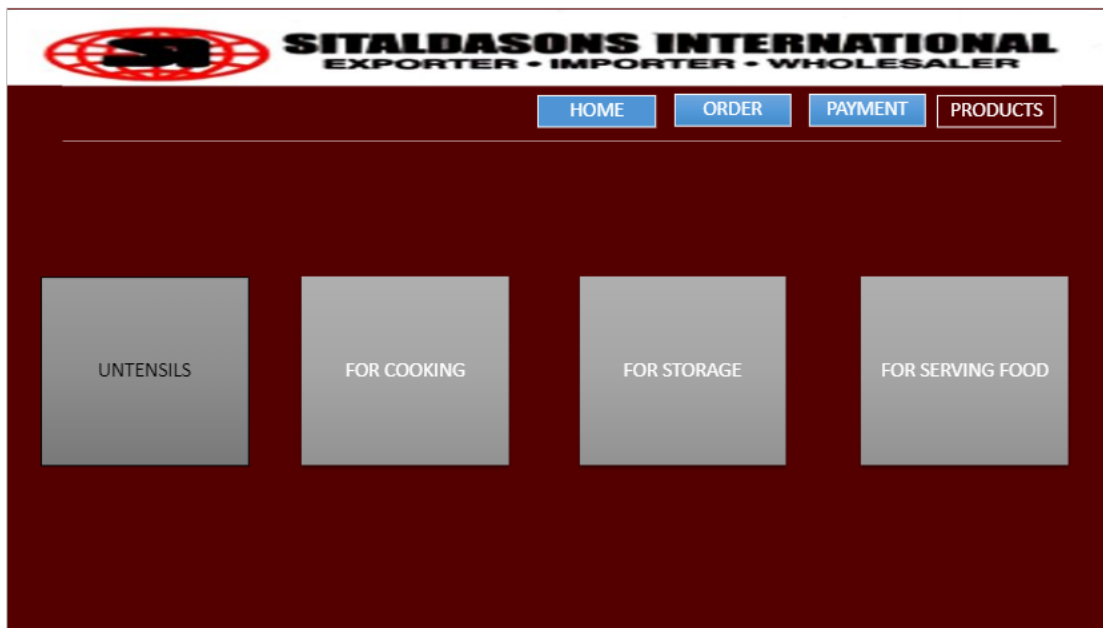 SITALDASONS INTERNATIONAL
EXPORTER • IMPORTER • WHOLESALER
HOME ORDER PAYMENT PRODUCTS
UNTENSILS FOR COOKING FOR STORAGE FOR SERVING FOOD